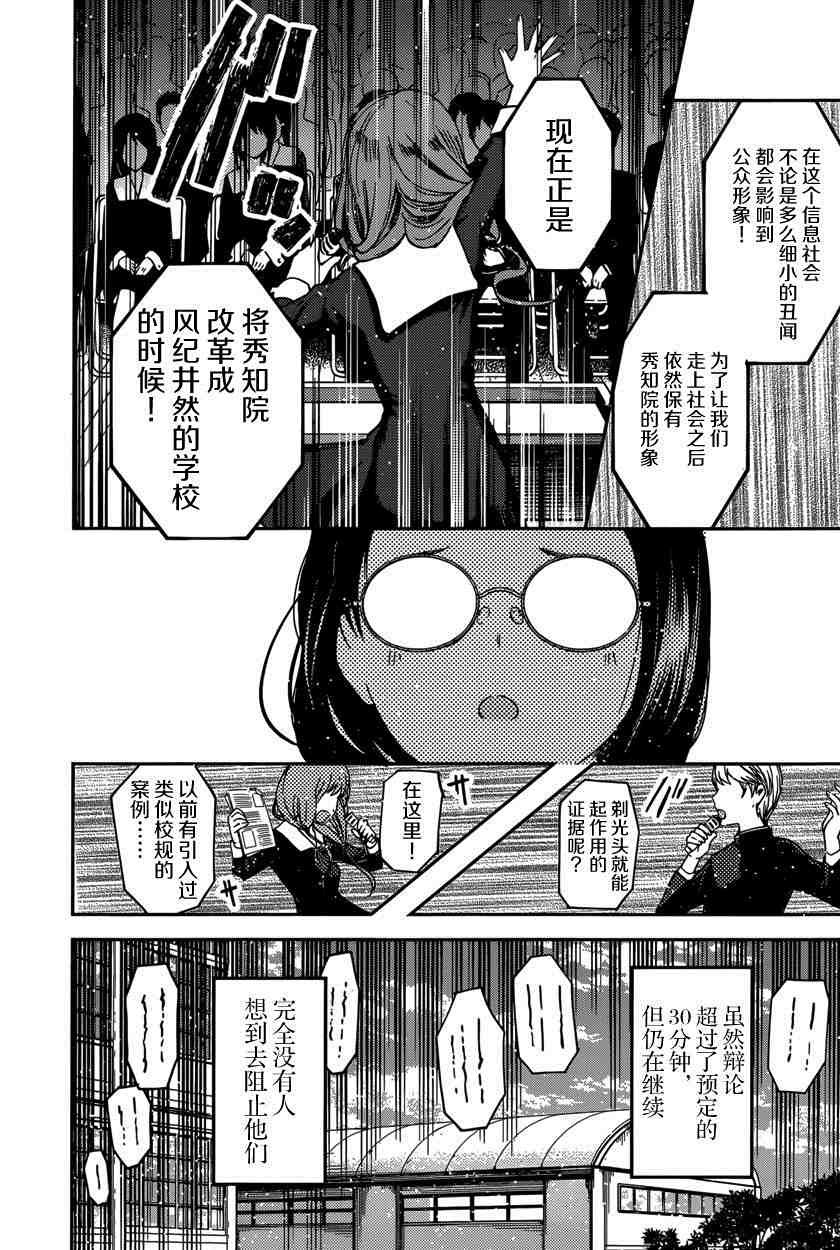 在这个信息社会
不论是多么细小的丑闻
都会影响到
公众形象！
为了让我们
走上社会之后
依然保有
秀知院的形象
现在正是
将秀知院
改革成
风纪井然的学校
的时候！
剃光头就能
起作用的
证据呢？
在这里！
以前有引入过
类似校规的
案例……
虽然辩论
超过了预定的
30分钟，
但仍在继续
完全没有人
想到去阻止他们